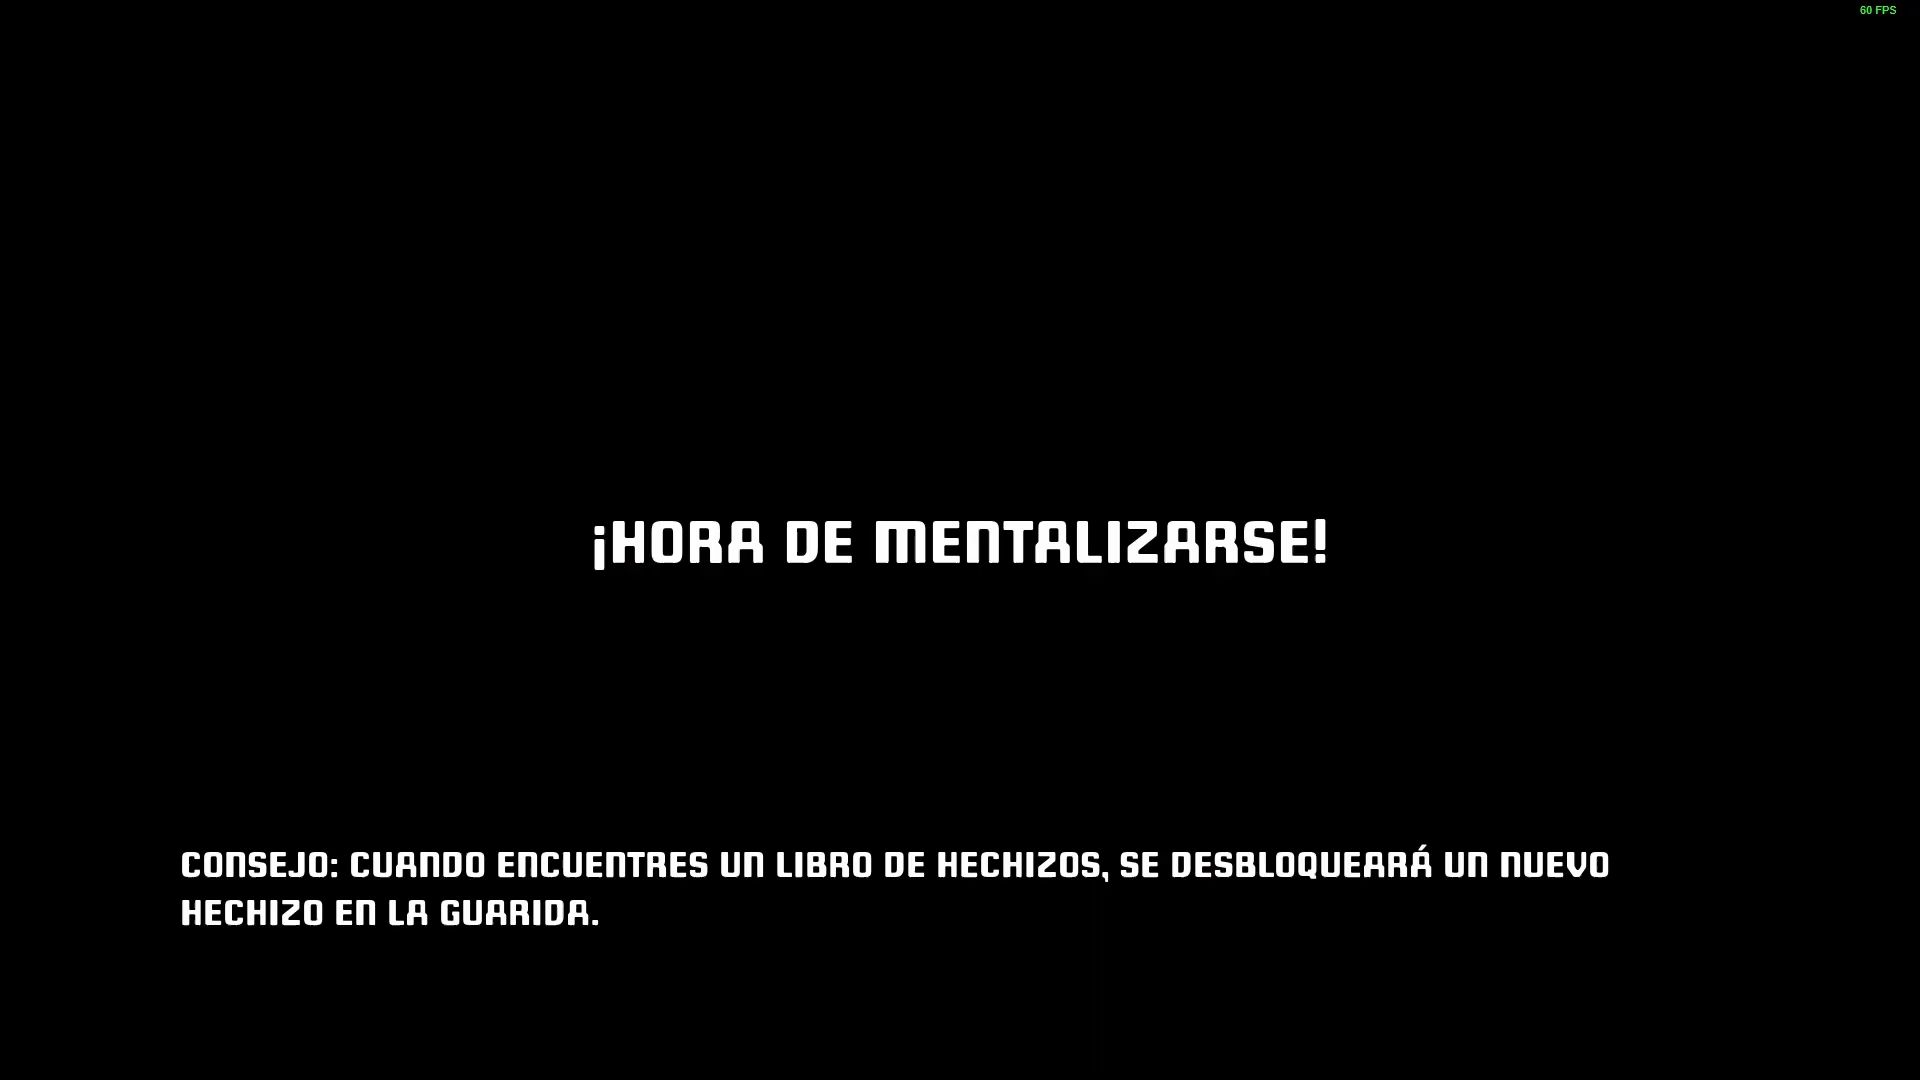 60 FPS
¡HORA DE MENTALIZARSE!
CONSEJO: CUANDO ENCUENTRES UN LIBRO DE HECHIZOS, SE DESBLOQUEARÁ UN NUEVO
HECHIZO EN LA GUARIDA.